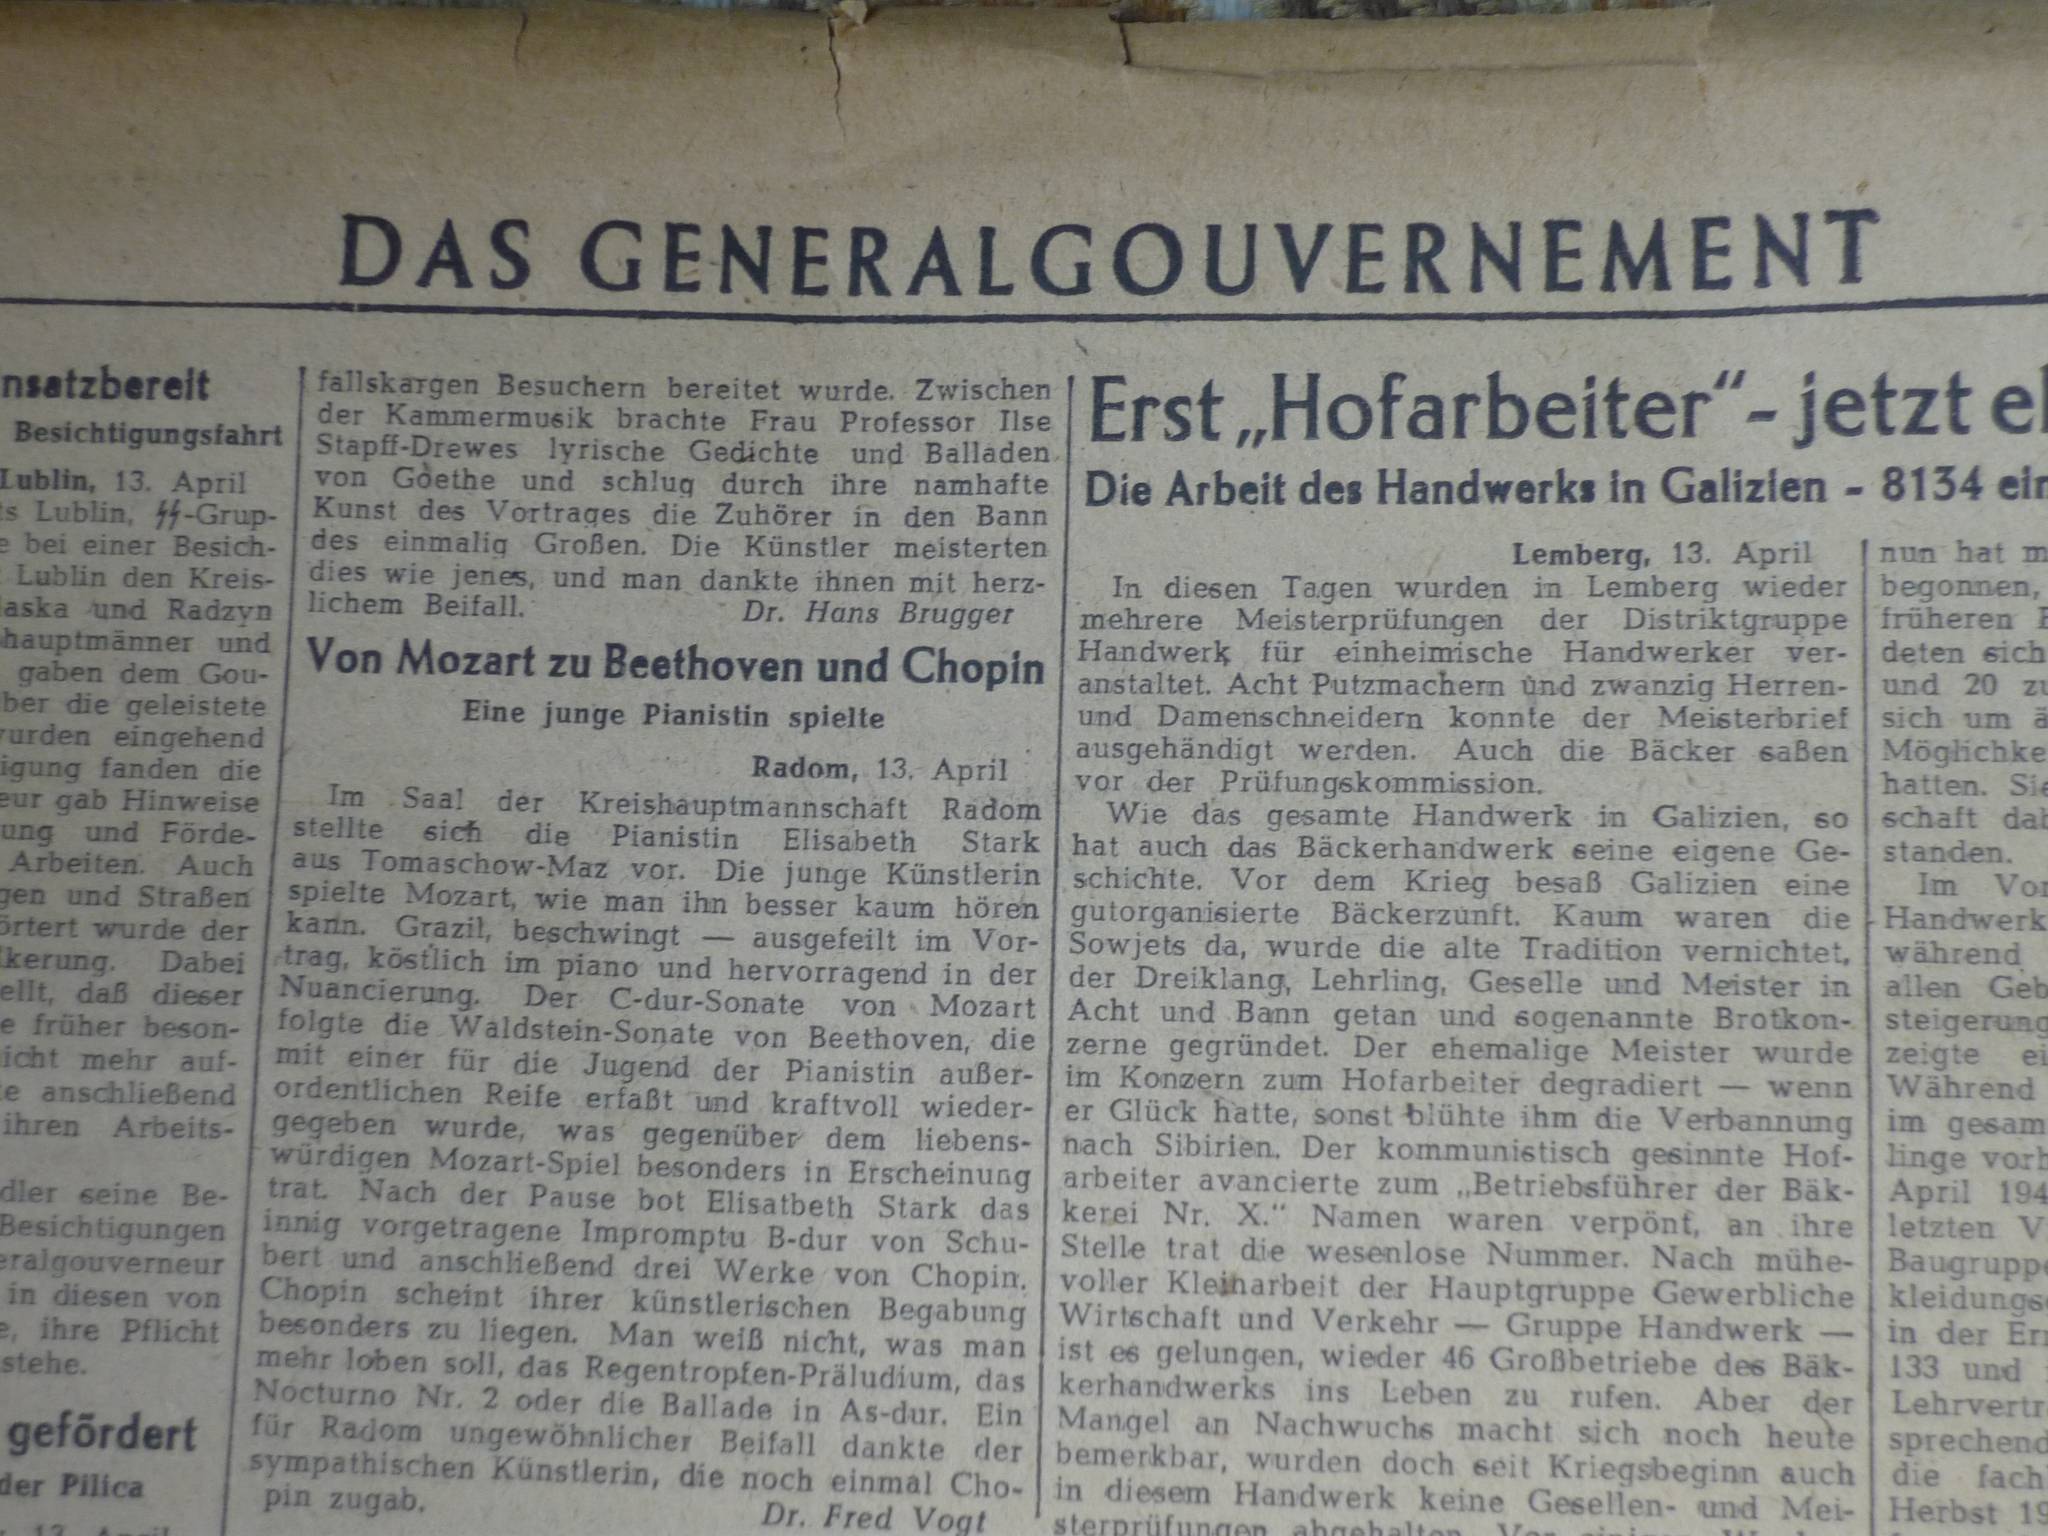 DAS GENERALGOUVERNEMENT
nsatzbereit
Besichtigungsfahrt
Lublin, 13. April
ts Lublin, SS-Grup-
e bei einer Besich-
Lublin den Kreis-
laska und Radzyn
hauptmänner und
gaben dem Gou-
ber die geleistete
wurden eingehend
igung fanden die
eur gab Hinweise
ung und Förde-
Arbeiten. Auch
gen und Straßen
örtert wurde der
kerung. Dabei
ellt, daß dieser
e früher beson-
icht mehr auf-
te anschließend
ihren Arbeits-
dler seine Be-
Besichtigungen
eralgouverneur
in diesen von
e, ihre Pflicht
stehe.
gefördert
der Pilica
13. April
fallskargen Besuchern bereitet wurde. Zwischen
der Kammermusik brachte Frau Professor Ilse
Stapff-Drewes lyrische Gedichte und Balladen
von Goethe und schlug durch ihre namhafte
Kunst des Vortrages die Zuhörer in den Bann
des einmalig Großen. Die Künstler meisterten
dies wie jenes, und man dankte ihnen mit herz-
lichem Beifall. Dr. Hans Brugger
Von Mozart zu Beethoven und Chopin
Eine junge Pianistin spielte
Radom, 13. April
Im Saal der Kreishauptmannschaft Radom
stellte sich die Pianistin Elisabeth Stark
aus Tomaschow-Maz vor. Die junge Künstlerin
spielte Mozart, wie man ihn besser kaum hören
kann. Grazil, beschwingt — ausgefeilt im Vor-
trag, köstlich im piano und hervorragend in der
Nuancierung. Der C-dur-Sonate von Mozart
folgte die Waldstein-Sonate von Beethoven, die
mit einer für die Jugend der Pianistin außer-
ordentlichen Reife erfaßt und kraftvoll wieder-
gegeben wurde, was gegenüber dem liebens-
würdigen Mozart-Spiel besonders in Erscheinung
trat. Nach der Pause bot Elisatbeth Stark das
innig vorgetragene Impromptu B-dur von Schu-
bert und anschließend drei Werke von Chopin.
Chopin scheint ihrer künstlerischen Begabung
besonders zu liegen. Man weiß nicht, was man
mehr loben soll, das Regentropfen-Präludium, das
Nocturno Nr. 2 oder die Ballade in As-dur. Ein
für Radom ungewöhnlicher Beifall dankte der
sympathischen Künstlerin, die noch einmal Cho-
pin zugab.
Dr. Fred Vogt
Erst „Hofarbeiter“ - jetzt el
Die Arbeit des Handwerks in Galizien - 8134 ein
Lemberg, 13. April
In diesen Tagen wurden in Lemberg wieder
mehrere Meisterprüfungen der Distriktgruppe
Handwerk für einheimische Handwerker ver-
anstaltet. Acht Putzmachern und zwanzig Herren-
und Damenschneidern konnte der Meisterbrief
ausgehändigt werden. Auch die Bäcker saßen
vor der Prüfungskommission.
Wie das gesamte Handwerk in Galizien, so
hat auch das Bäckerhandwerk seine eigene Ge-
schichte. Vor dem Krieg besaß Galizien eine
gutorganisierte Bäckerzunft. Kaum waren die
Sowjets da, wurde die alte Tradition vernichtet,
der Dreiklang, Lehrling, Geselle und Meister in
Acht und Bann getan und sogenannte Brotkon-
zerne gegründet. Der ehemalige Meister wurde
im Konzern zum Hofarbeiter degradiert — wenn
er Glück hatte, sonst blühte ihm die Verbannung
nach Sibirien. Der kommunistisch gesinnte Hof-
arbeiter avancierte zum „Betriebsführer der Bäk-
kerei Nr. X.“ Namen waren verpönt, an ihre
Stelle trat die wesenlose Nummer. Nach mühe-
voller Kleinarbeit der Hauptgruppe Gewerbliche
Wirtschaft und Verkehr — Gruppe Handwerk —
ist es gelungen, wieder 46 Großbetriebe des Bäk-
kerhandwerks ins Leben zu rufen. Aber der
Mangel an Nachwuchs macht sich noch heute
bemerkbar, wurden doch seit Kriegsbeginn auch
in diesem Handwerk keine Gesellen- und Mei-
sterprüfungen abgehalten. Vor
nun hat m
begonnen,
früheren
deten sich
und 20 zu
sich um ä
Möglichke
hatten. Sie
schaft dab
standen.
Im Vor
Handwerk
während
allen Geb
steigerung
zeigte ei
Während
im gesam
linge vorh
April 194
letzten V
Baugruppe
kleidungs
in der Ern
133 und
Lehrvertr
sprechend
die fach
Herbst 19